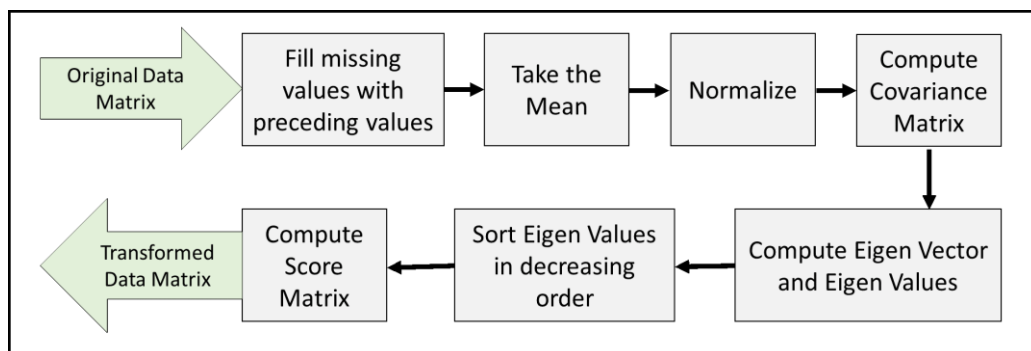 Original Data
Matrix
Fill missing
values with
preceding values
Take the
Mean
Normalize
Compute
Covariance
Matrix
Compute Eigen Vector
and Eigen Values
Sort Eigen Values
in decreasing
order
Compute
Score
Matrix
Transformed
Data Matrix